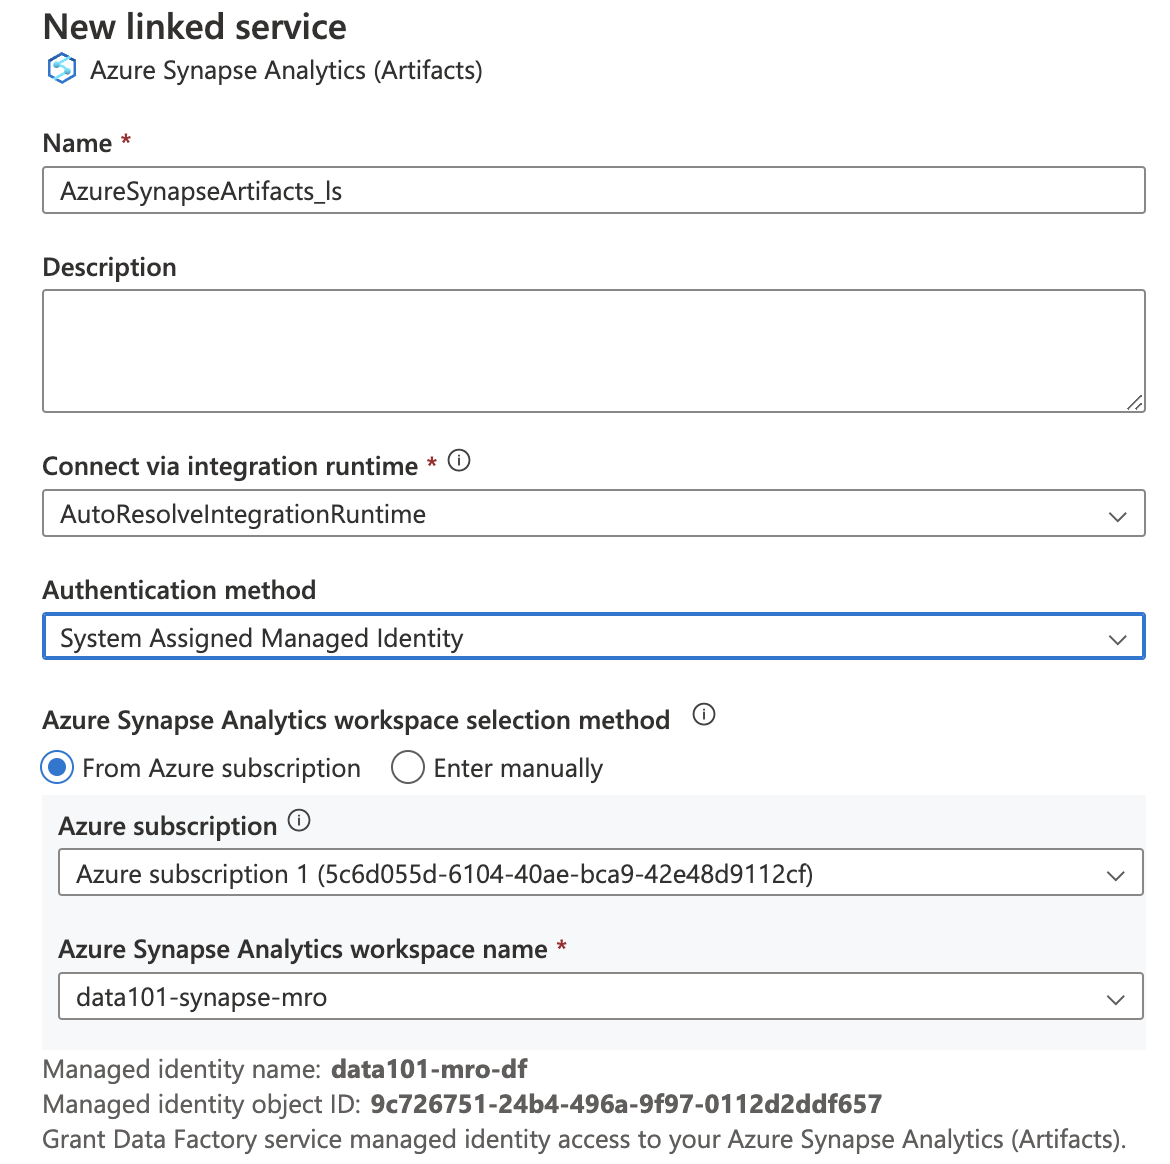 New linked service
Azure Synapse Analytics (Artifacts)
Name *
AzureSynapseArtifacts_ls
Description
Connect via integration runtime *
AutoResolveIntegrationRuntime
Authentication method
System Assigned Managed Identity
Azure Synapse Analytics workspace selection method
From Azure subscription Enter manually
Azure subscription
Azure subscription 1 (5c6d055d-6104-40ae-bca9-42e48d9112cf)
Azure Synapse Analytics workspace name *
data101-synapse-mro
Managed identity name: data101-mro-df
Managed identity object ID: 9c726751-24b4-496a-9f97-0112d2ddf657
Grant Data Factory service managed identity access to your Azure Synapse Analytics (Artifacts).